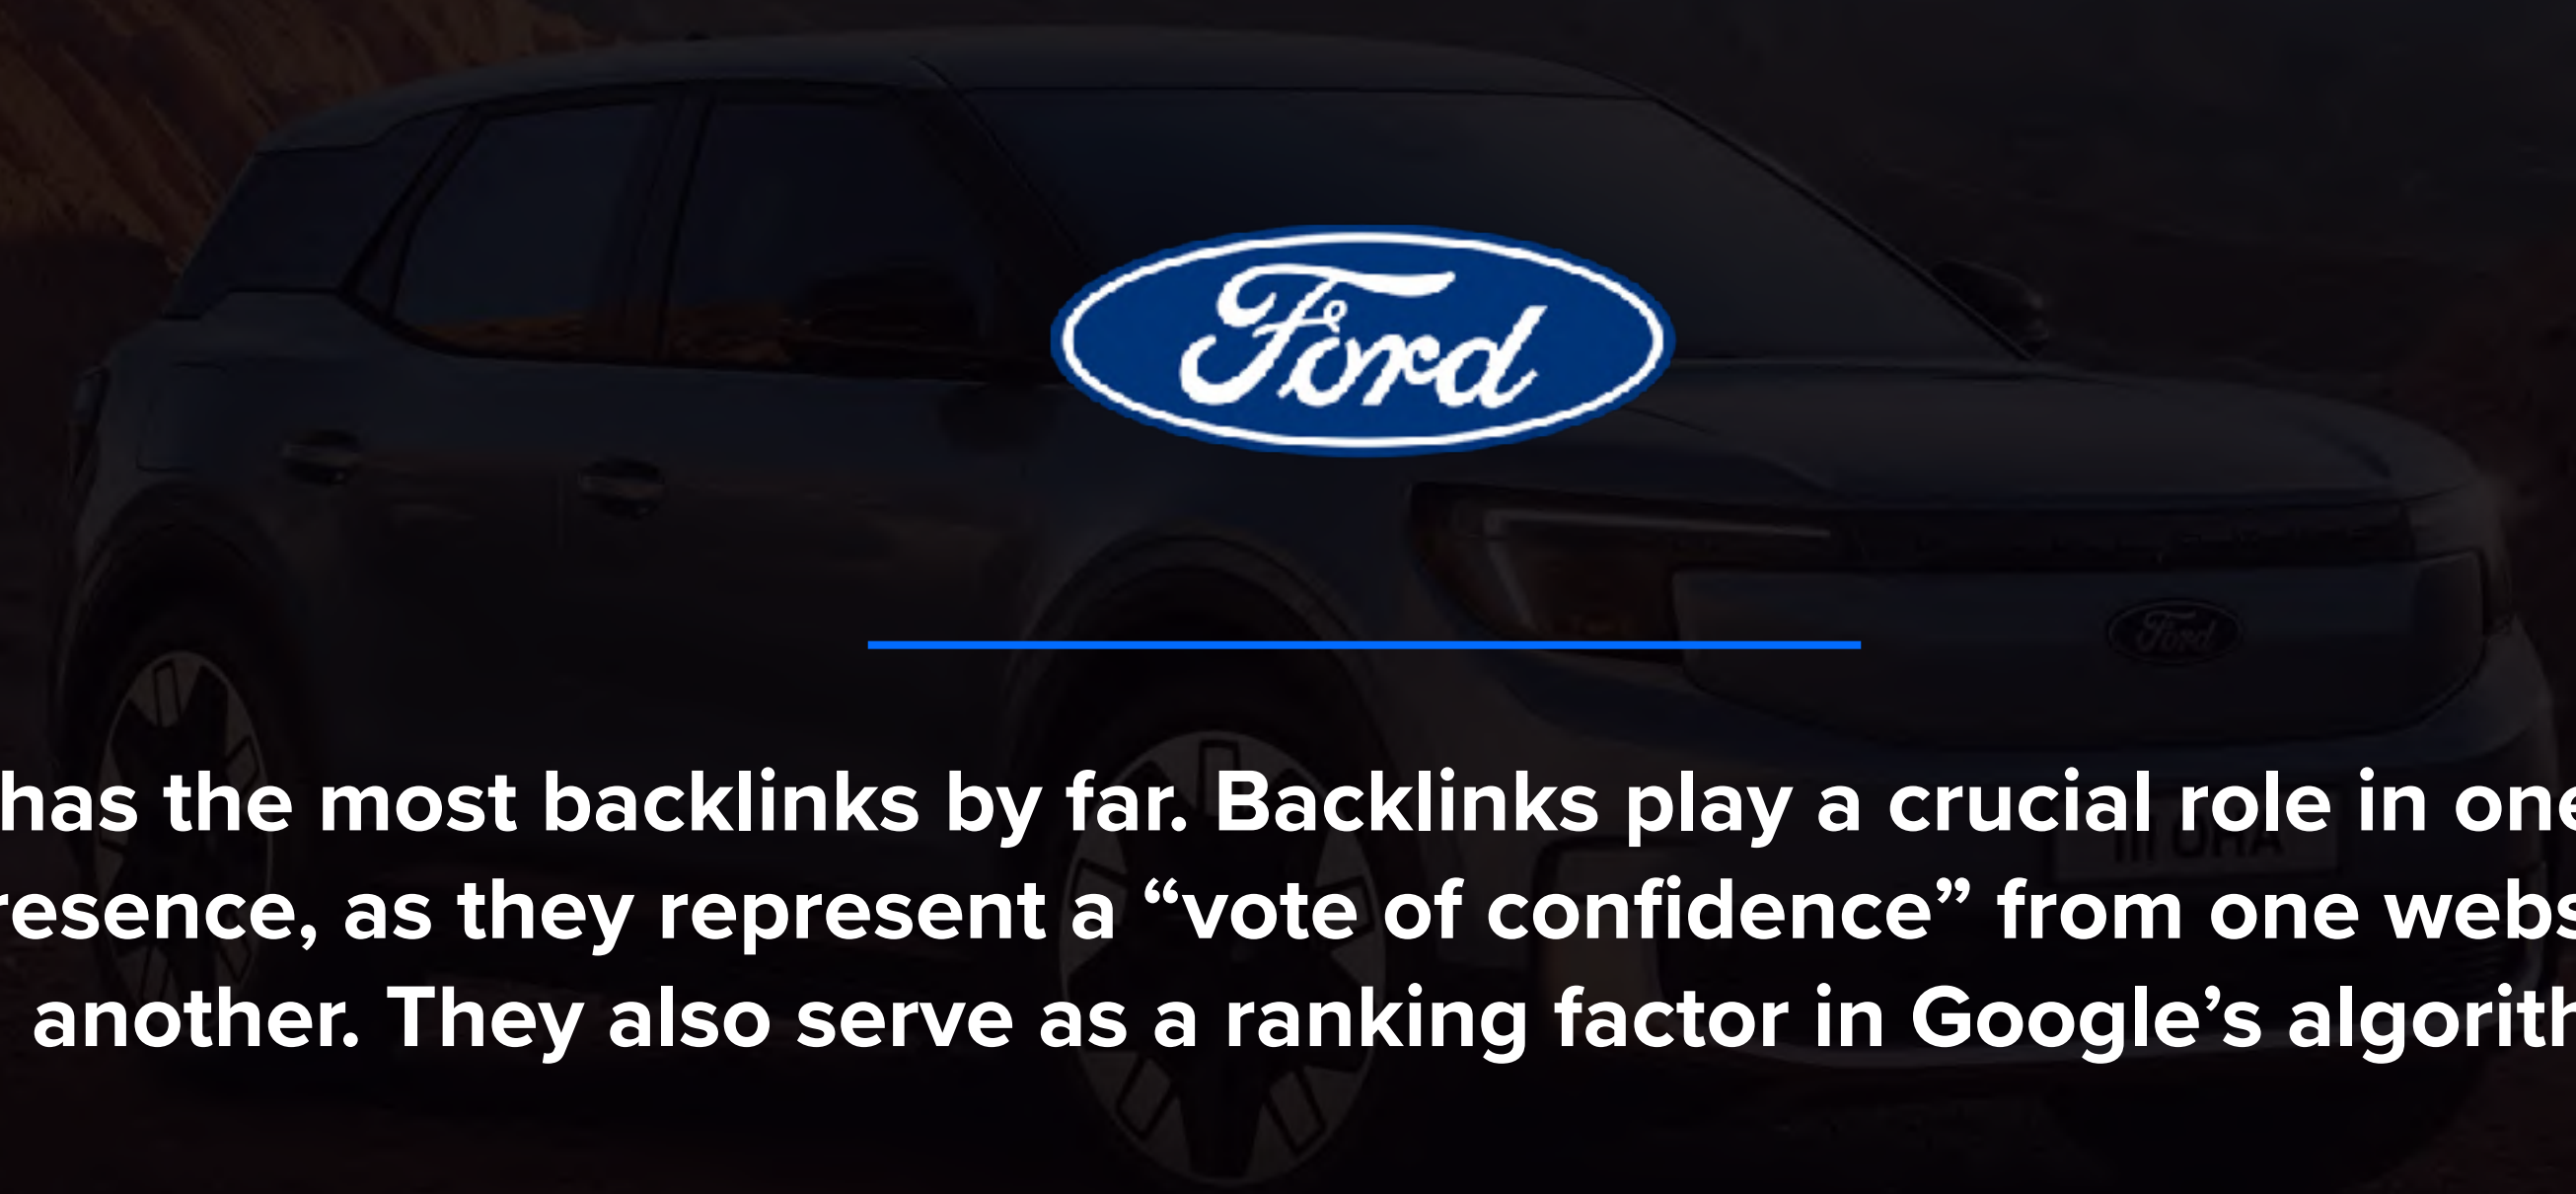 Ford
Ford
has the most backlinks by far. Backlinks play a crucial role in one
resence, as they represent a “vote of confidence” from one webs
another. They also serve as a ranking factor in Google’s algorith